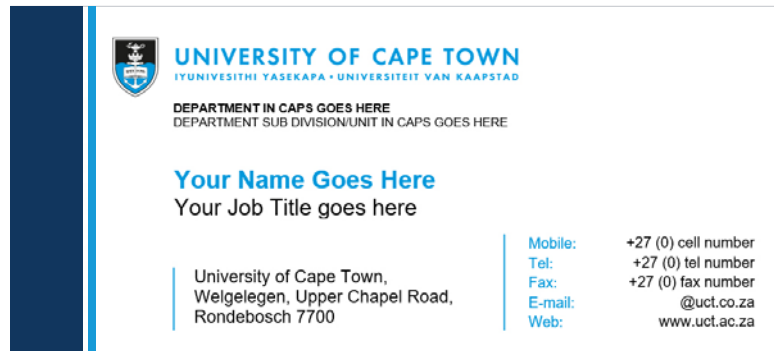 UNIVERSITY OF CAPE TOWN
IYUNIVESITHI YASEKAPA • UNIVERSITEIT VAN KAAPSTAD
DEPARTMENT IN CAPS GOES HERE
DEPARTMENT SUB DIVISION/UNIT IN CAPS GOES HERE
Your Name Goes Here
Your Job Title goes here
University of Cape Town,
Welgelegen, Upper Chapel Road,
Rondebosch 7700
Mobile: +27 (0) cell number
Tel: +27 (0) tel number
Fax: +27 (0) fax number
E-mail: @uct.co.za
Web: www.uct.ac.za